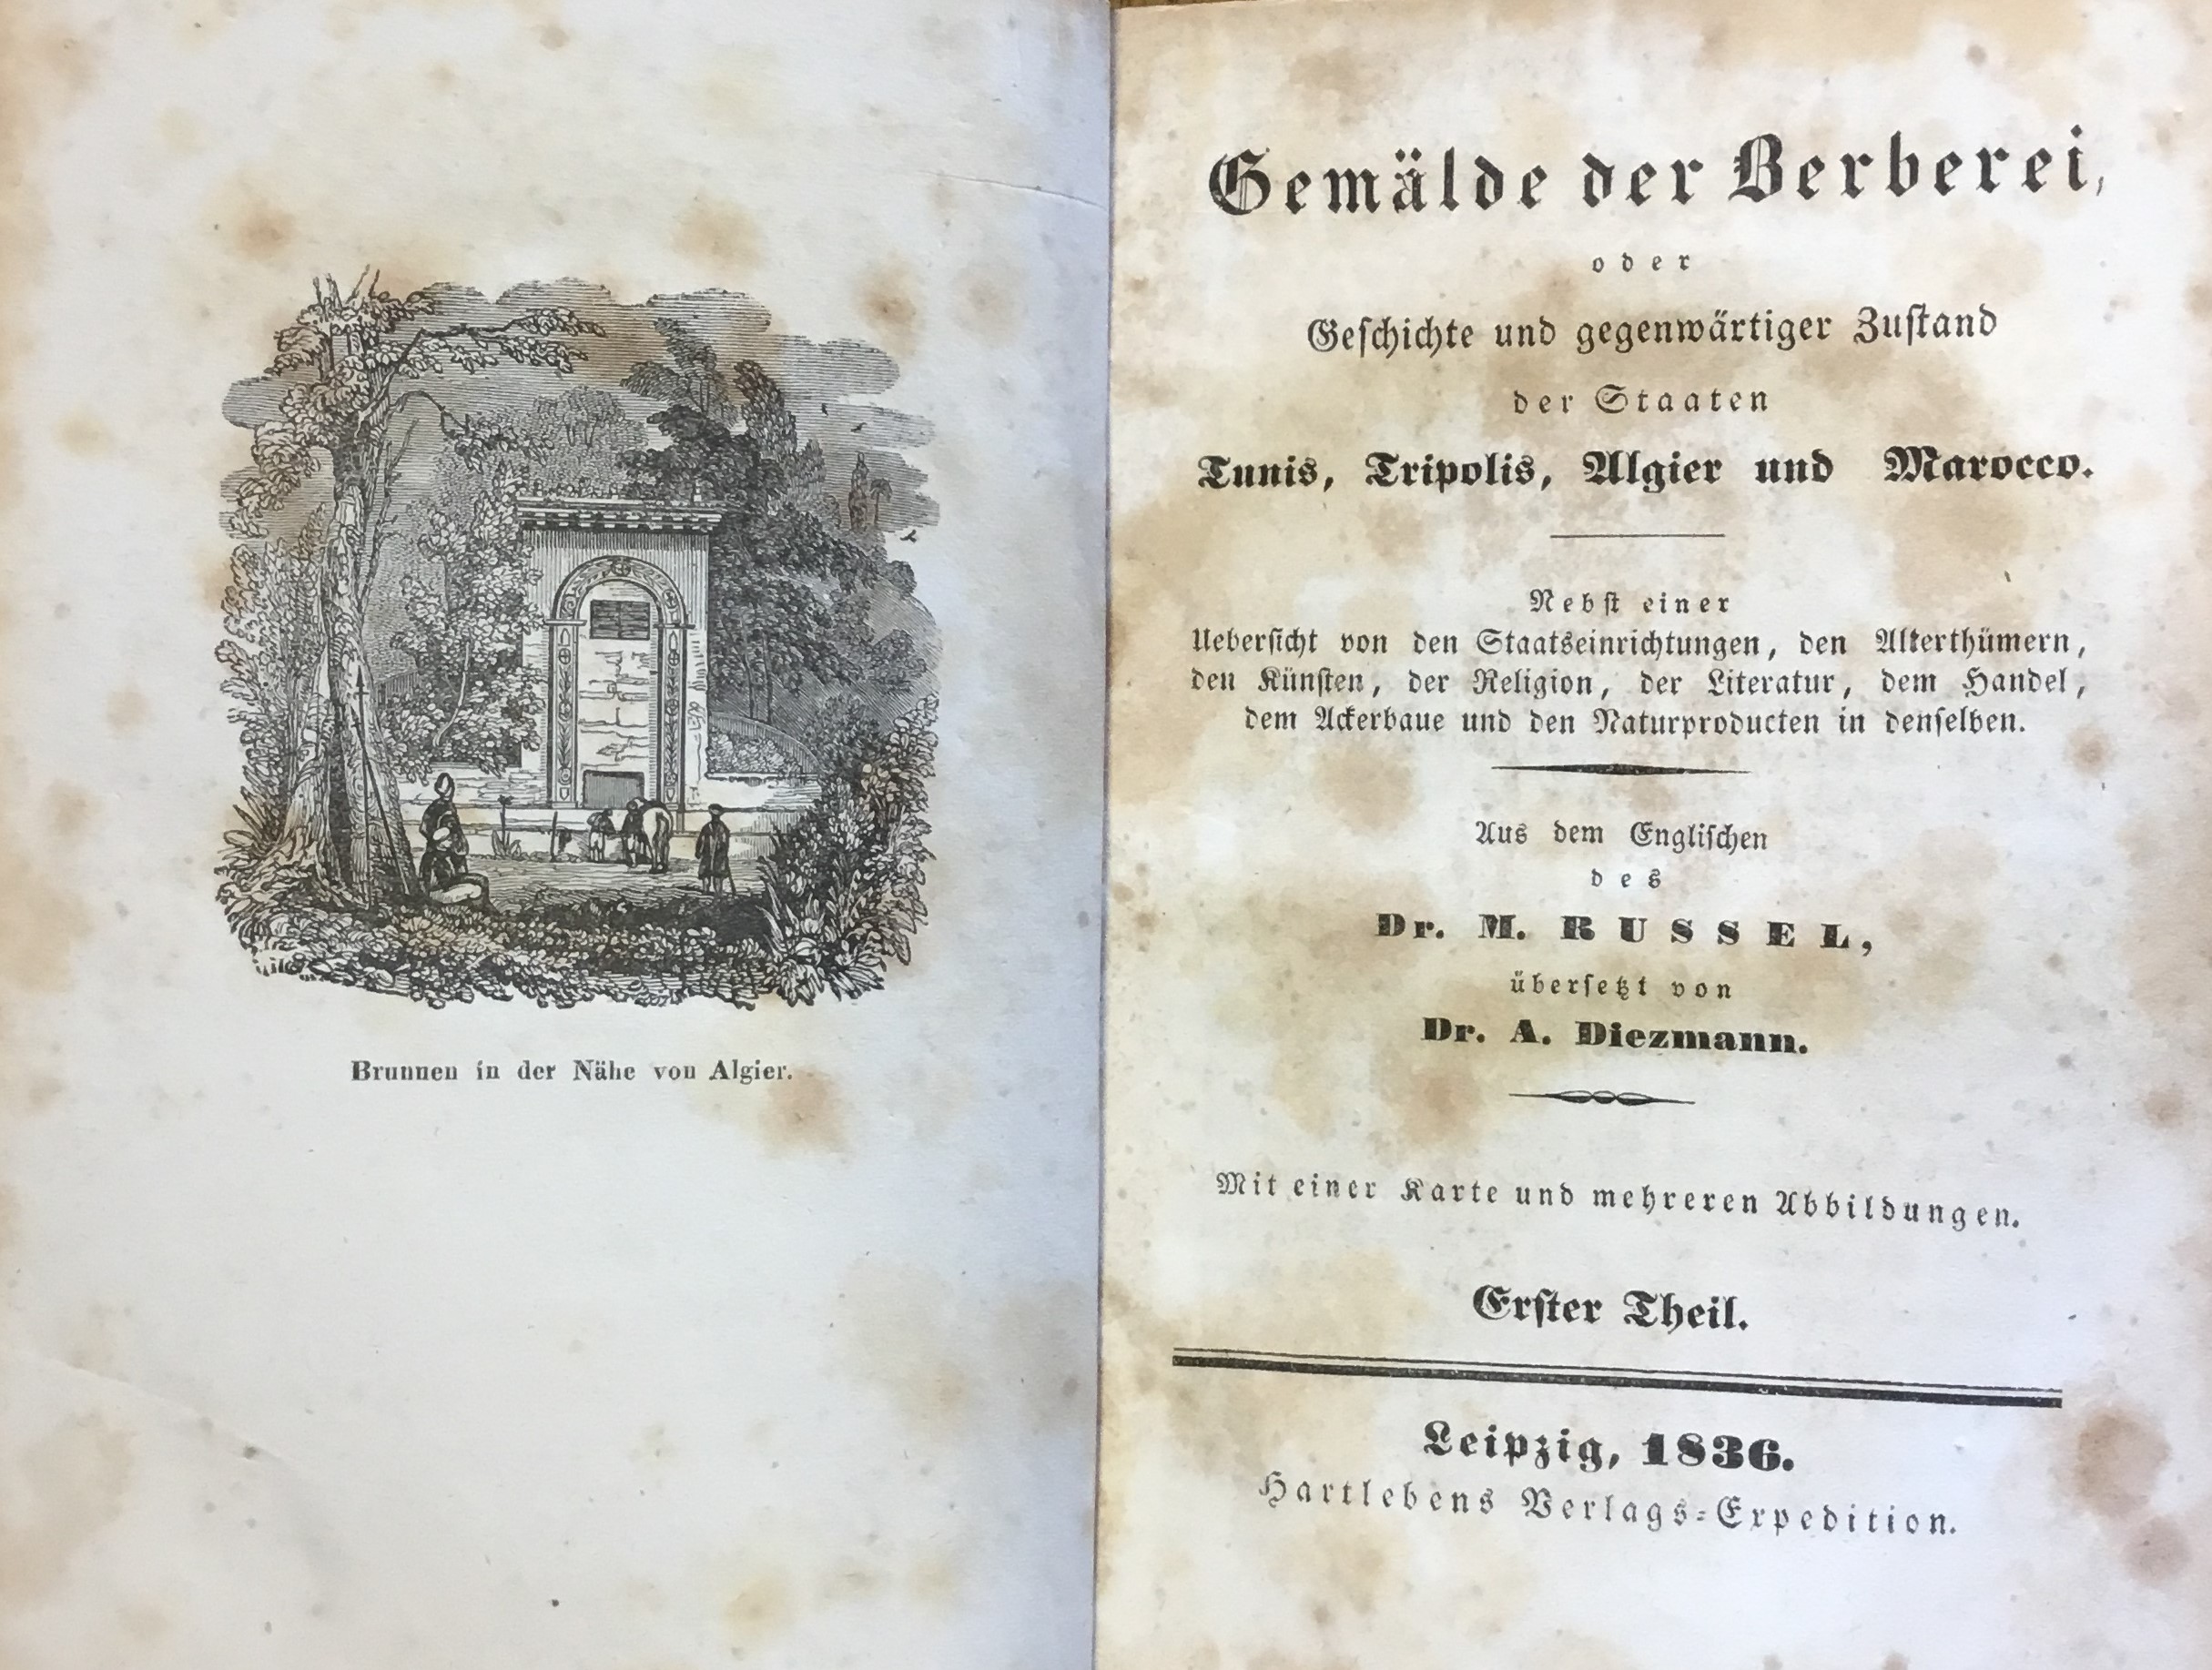 Brunnen in der Nähe von Algier.
Gemälde der Berberei,
oder
Geschichte und gegenwärtiger Zustand
der Staaten
Tunis, Tripolis, Algier und Marocco.
Nebst einer
Uebersicht von den Staatseinrichtungen, den Alterthümern,
den Künsten, der Religion, der Literatur, dem Handel,
dem Ackerbaue und den Naturproducten in denselben.
Aus dem Englischen
des
Dr. M. RUSSEL,
übersetzt von
Dr. A. Diezmann.
Mit einer Karte und mehreren Abbildungen.
Erster Theil.
Leipzig, 1836.
Hartlebens Verlags-Expedition.